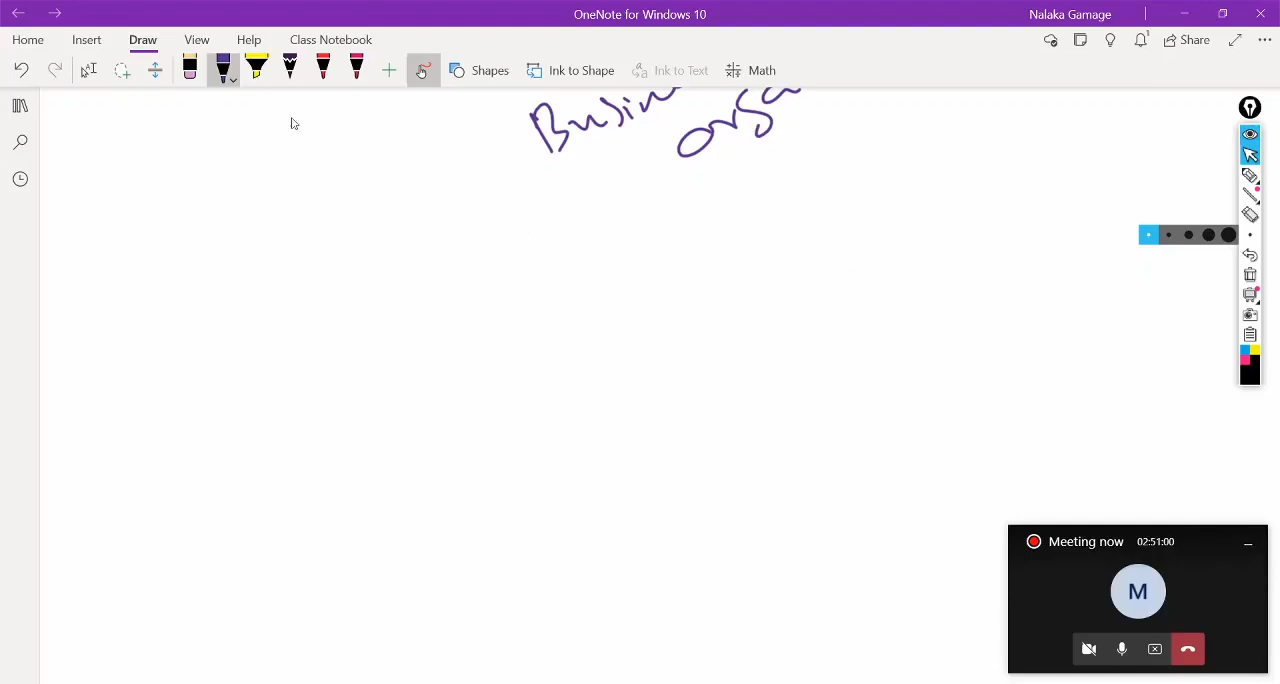 OneNote for Windows 10
Nalaka Gamage
Home Insert Draw View Help Class Notebook
Share
Shapes Ink to Shape Ink to Text Math
Meeting now 02:51:00
M